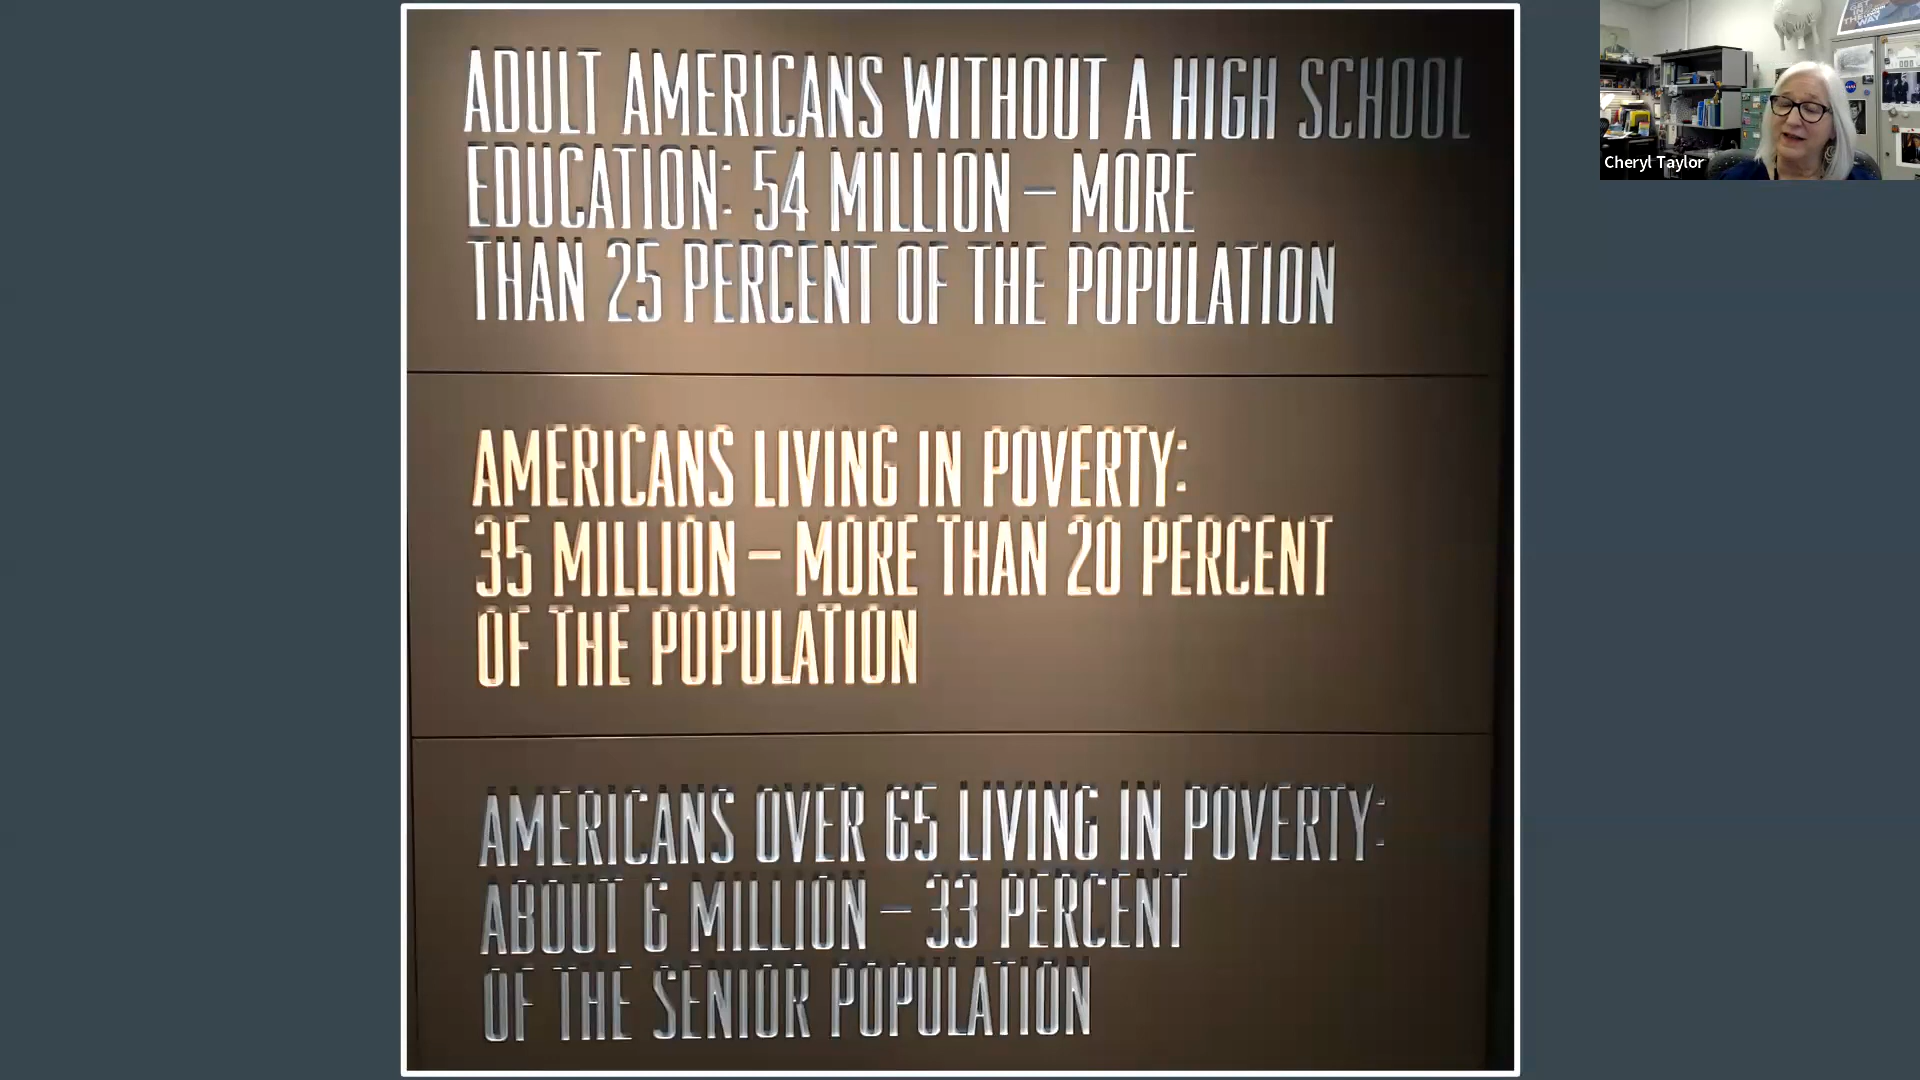 ADULT AMERICANS WITHOUT A HIGH SCHOOL
EDUCATION: 54 MILLION – MORE
THAN 25 PERCENT OF THE POPULATION
AMERICANS LIVING IN POVERTY:
35 MILLION – MORE THAN 20 PERCENT
OF THE POPULATION
AMERICANS OVER 65 LIVING IN POVERTY:
ABOUT 6 MILLION – 33 PERCENT
OF THE SENIOR POPULATION
Cheryl Taylor